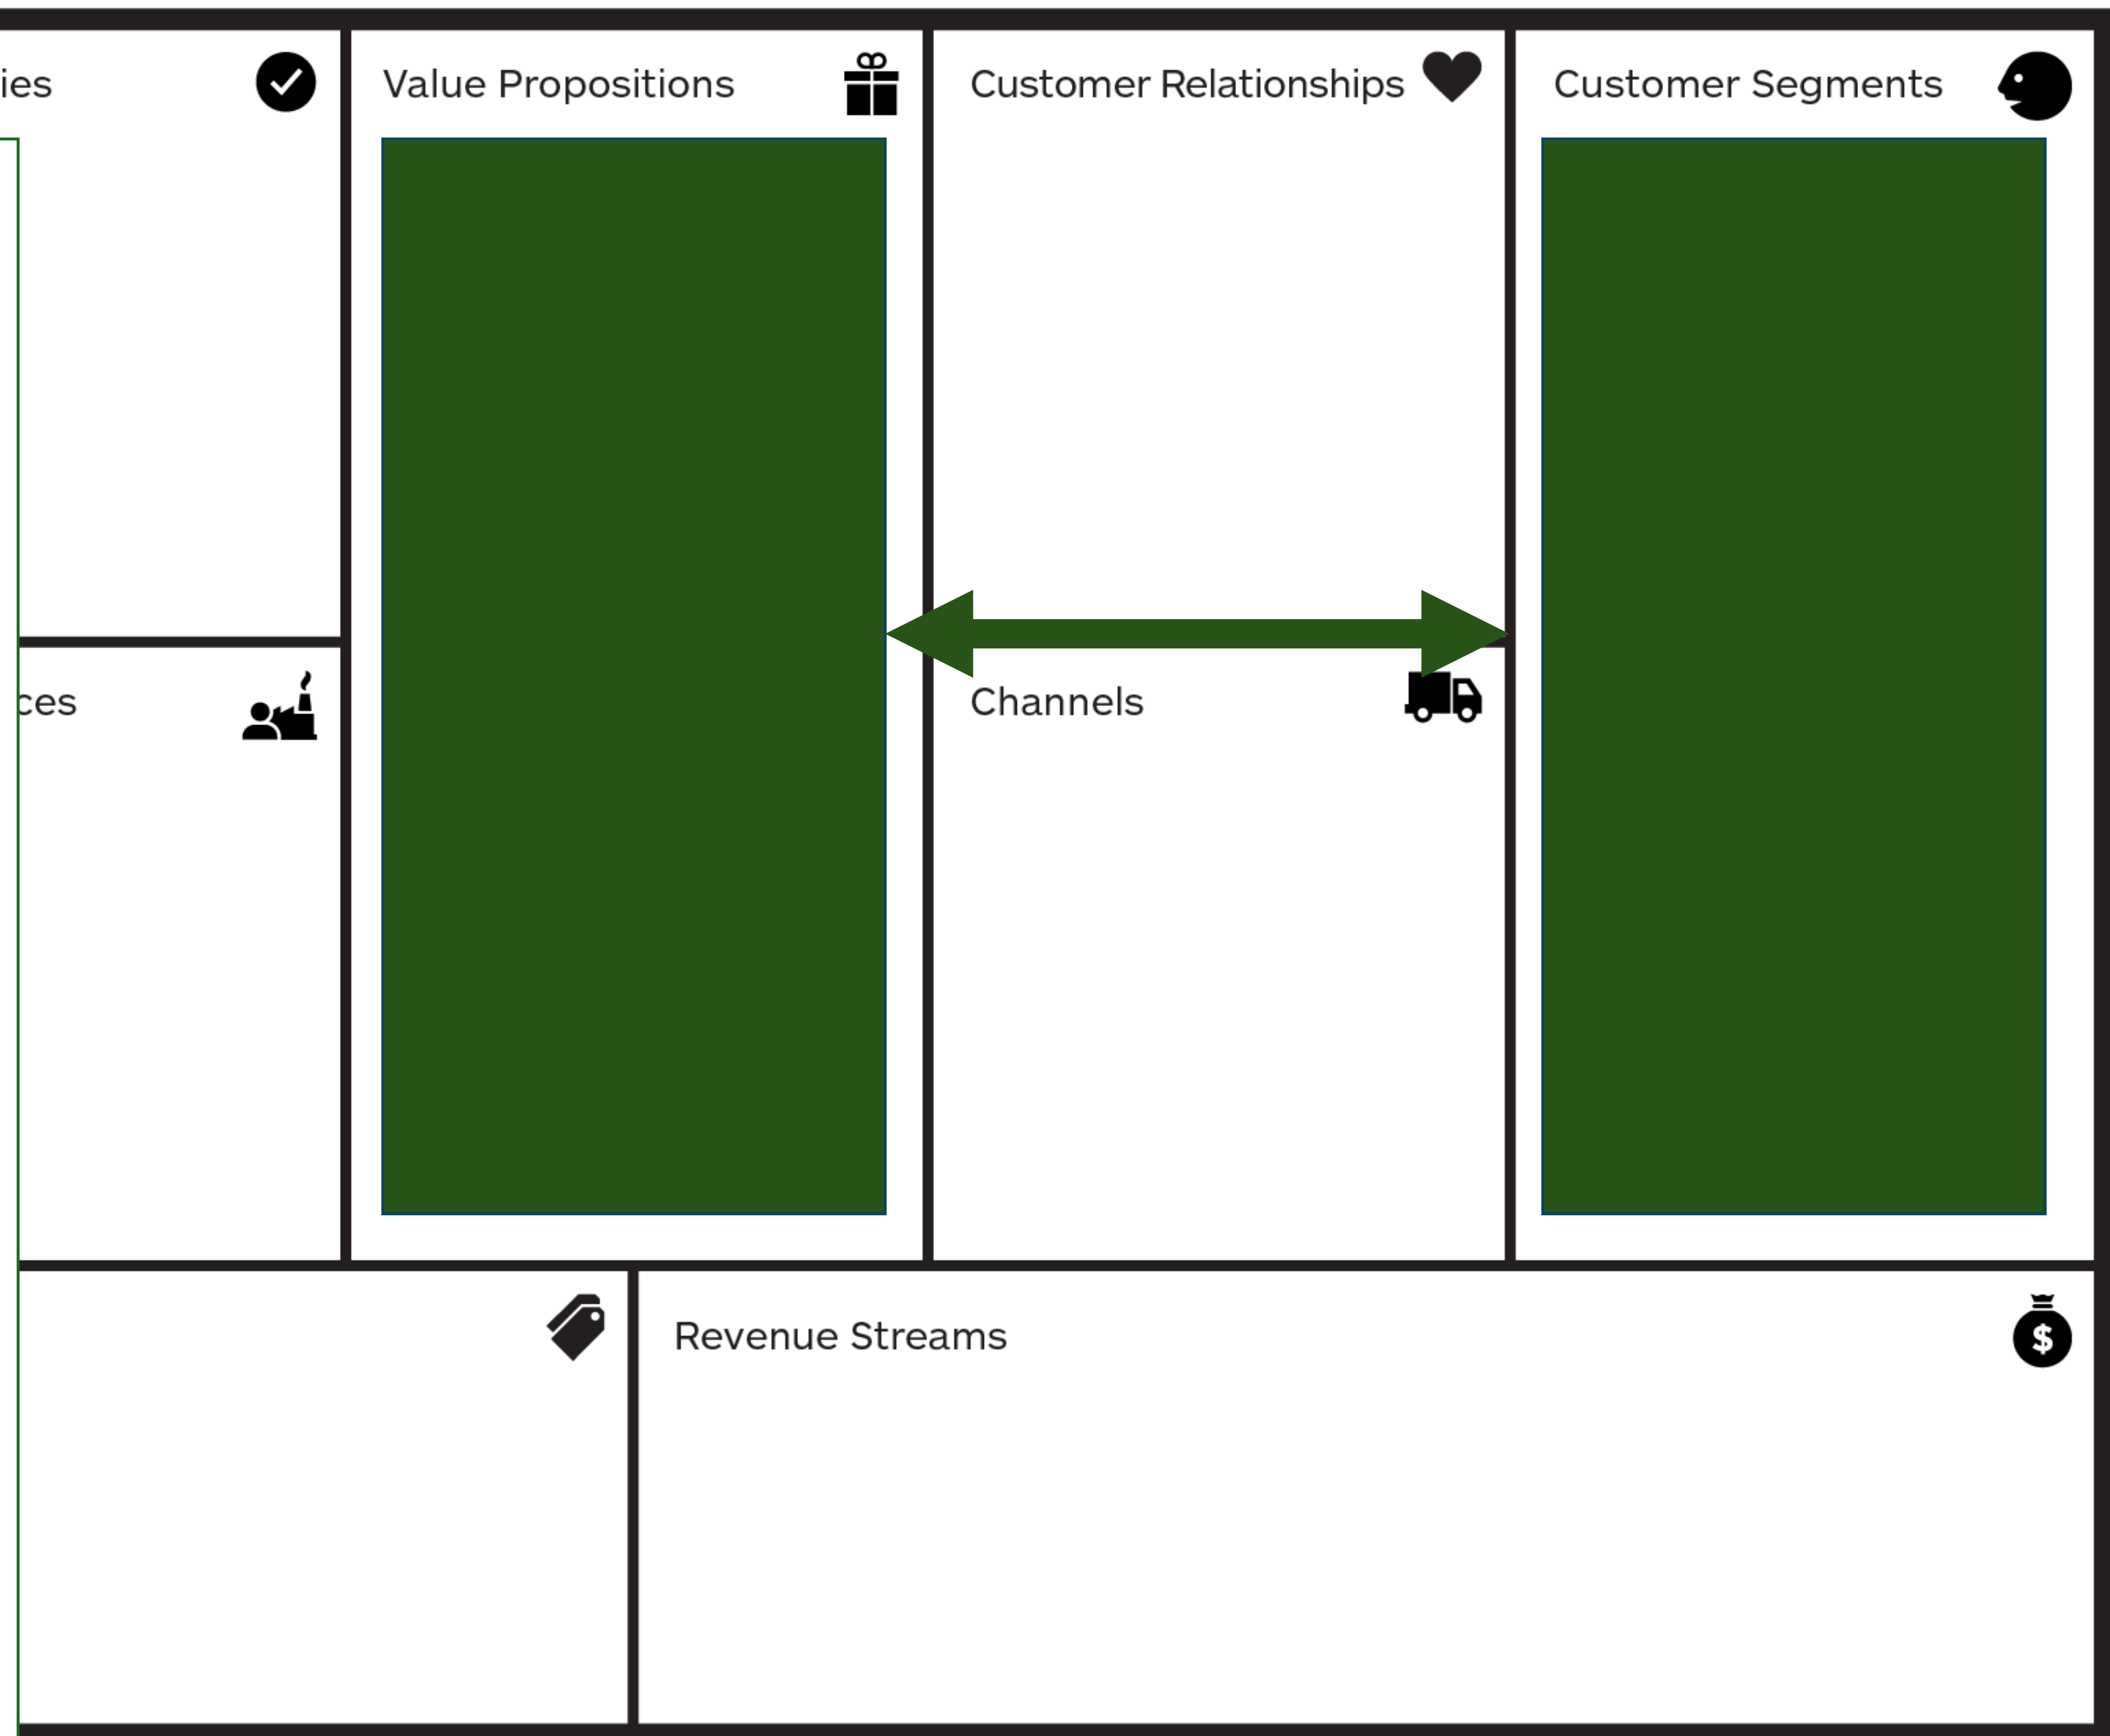 ies
Value Propositions
Customer Relationships
Customer Segments
ces
Channels
Revenue Streams
$